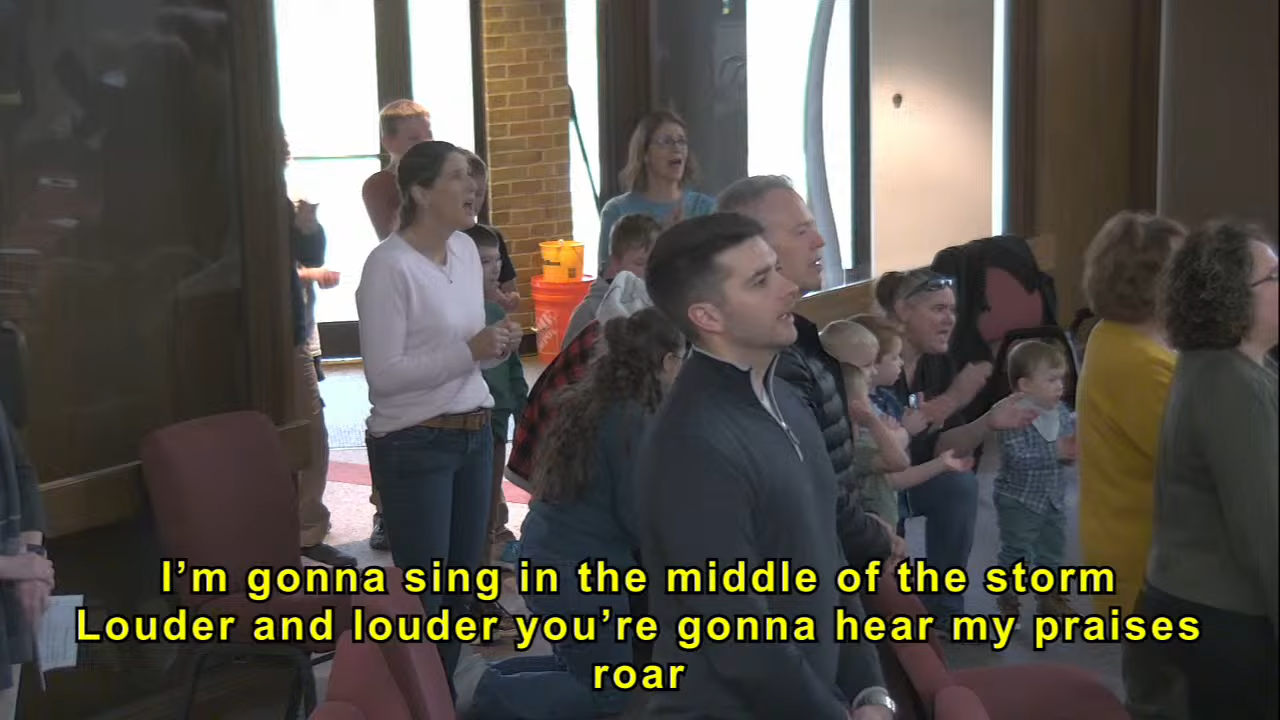 I'm gonna sing in the middle of the storm
Louder and louder you're gonna hear my praises
roar